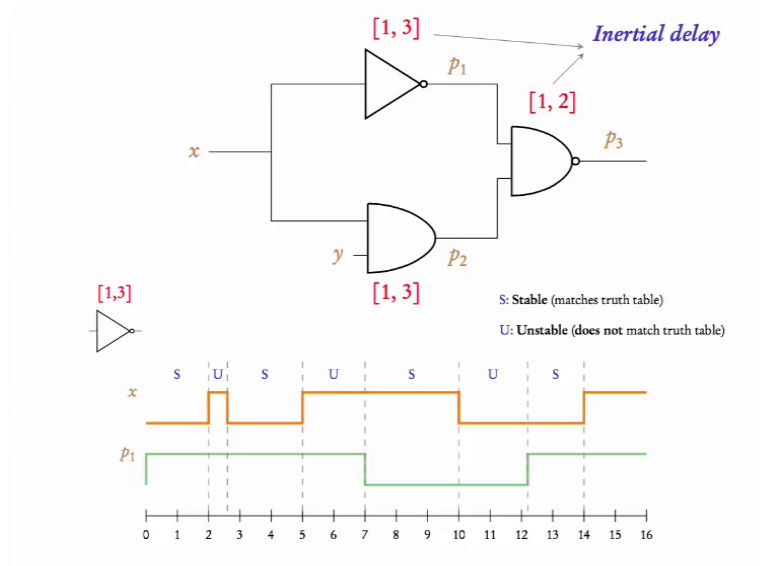 [1, 3]
Inertial delay
p1
[1, 2]
p3
x
y
p2
[1, 3]
[1,3]
S: Stable (matches truth table)
U: Unstable (does not match truth table)
S U S U S U S
x
p1
0 1 2 3 4 5 6 7 8 9 10 11 12 13 14 15 16